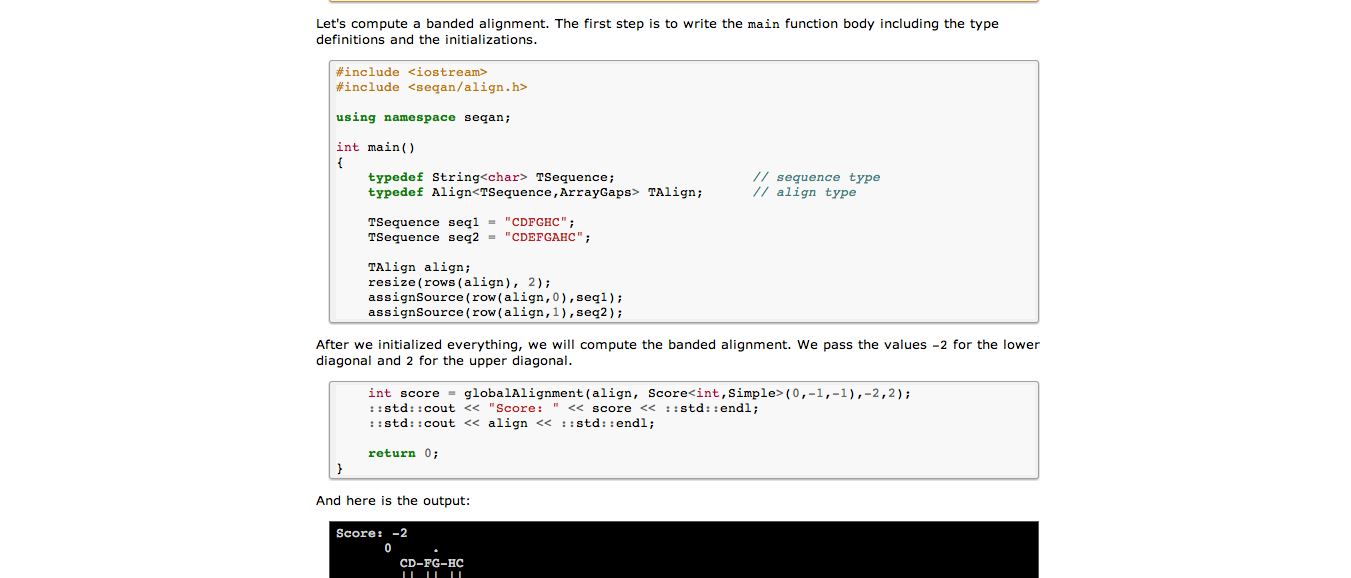 Let's compute a banded alignment. The first step is to write the main function body including the type
definitions and the initializations.
#include <iostream>
#include <seqan/align.h>
using namespace seqan;
int main()
{
typedef String<char> TSequence; // sequence type
typedef Align<TSequence,ArrayGaps> TAlign; // align type
TSequence seq1 = "CDFGHC";
TSequence seq2 = "CDEFGAHC";
TAlign align;
resize(rows(align), 2);
assignSource(row(align,0),seq1);
assignSource(row(align,1),seq2);
After we initialized everything, we will compute the banded alignment. We pass the values -2 for the lower
diagonal and 2 for the upper diagonal.
int score = globalAlignment(align, Score<int,Simple>(0,-1,-1),-2,2);
::std::cout << "Score: " << score << ::std::endl;
::std::cout << align << ::std::endl;
return 0;
}
And here is the output:
Score: -2
0 .
CD-FG-HC
|| || ||